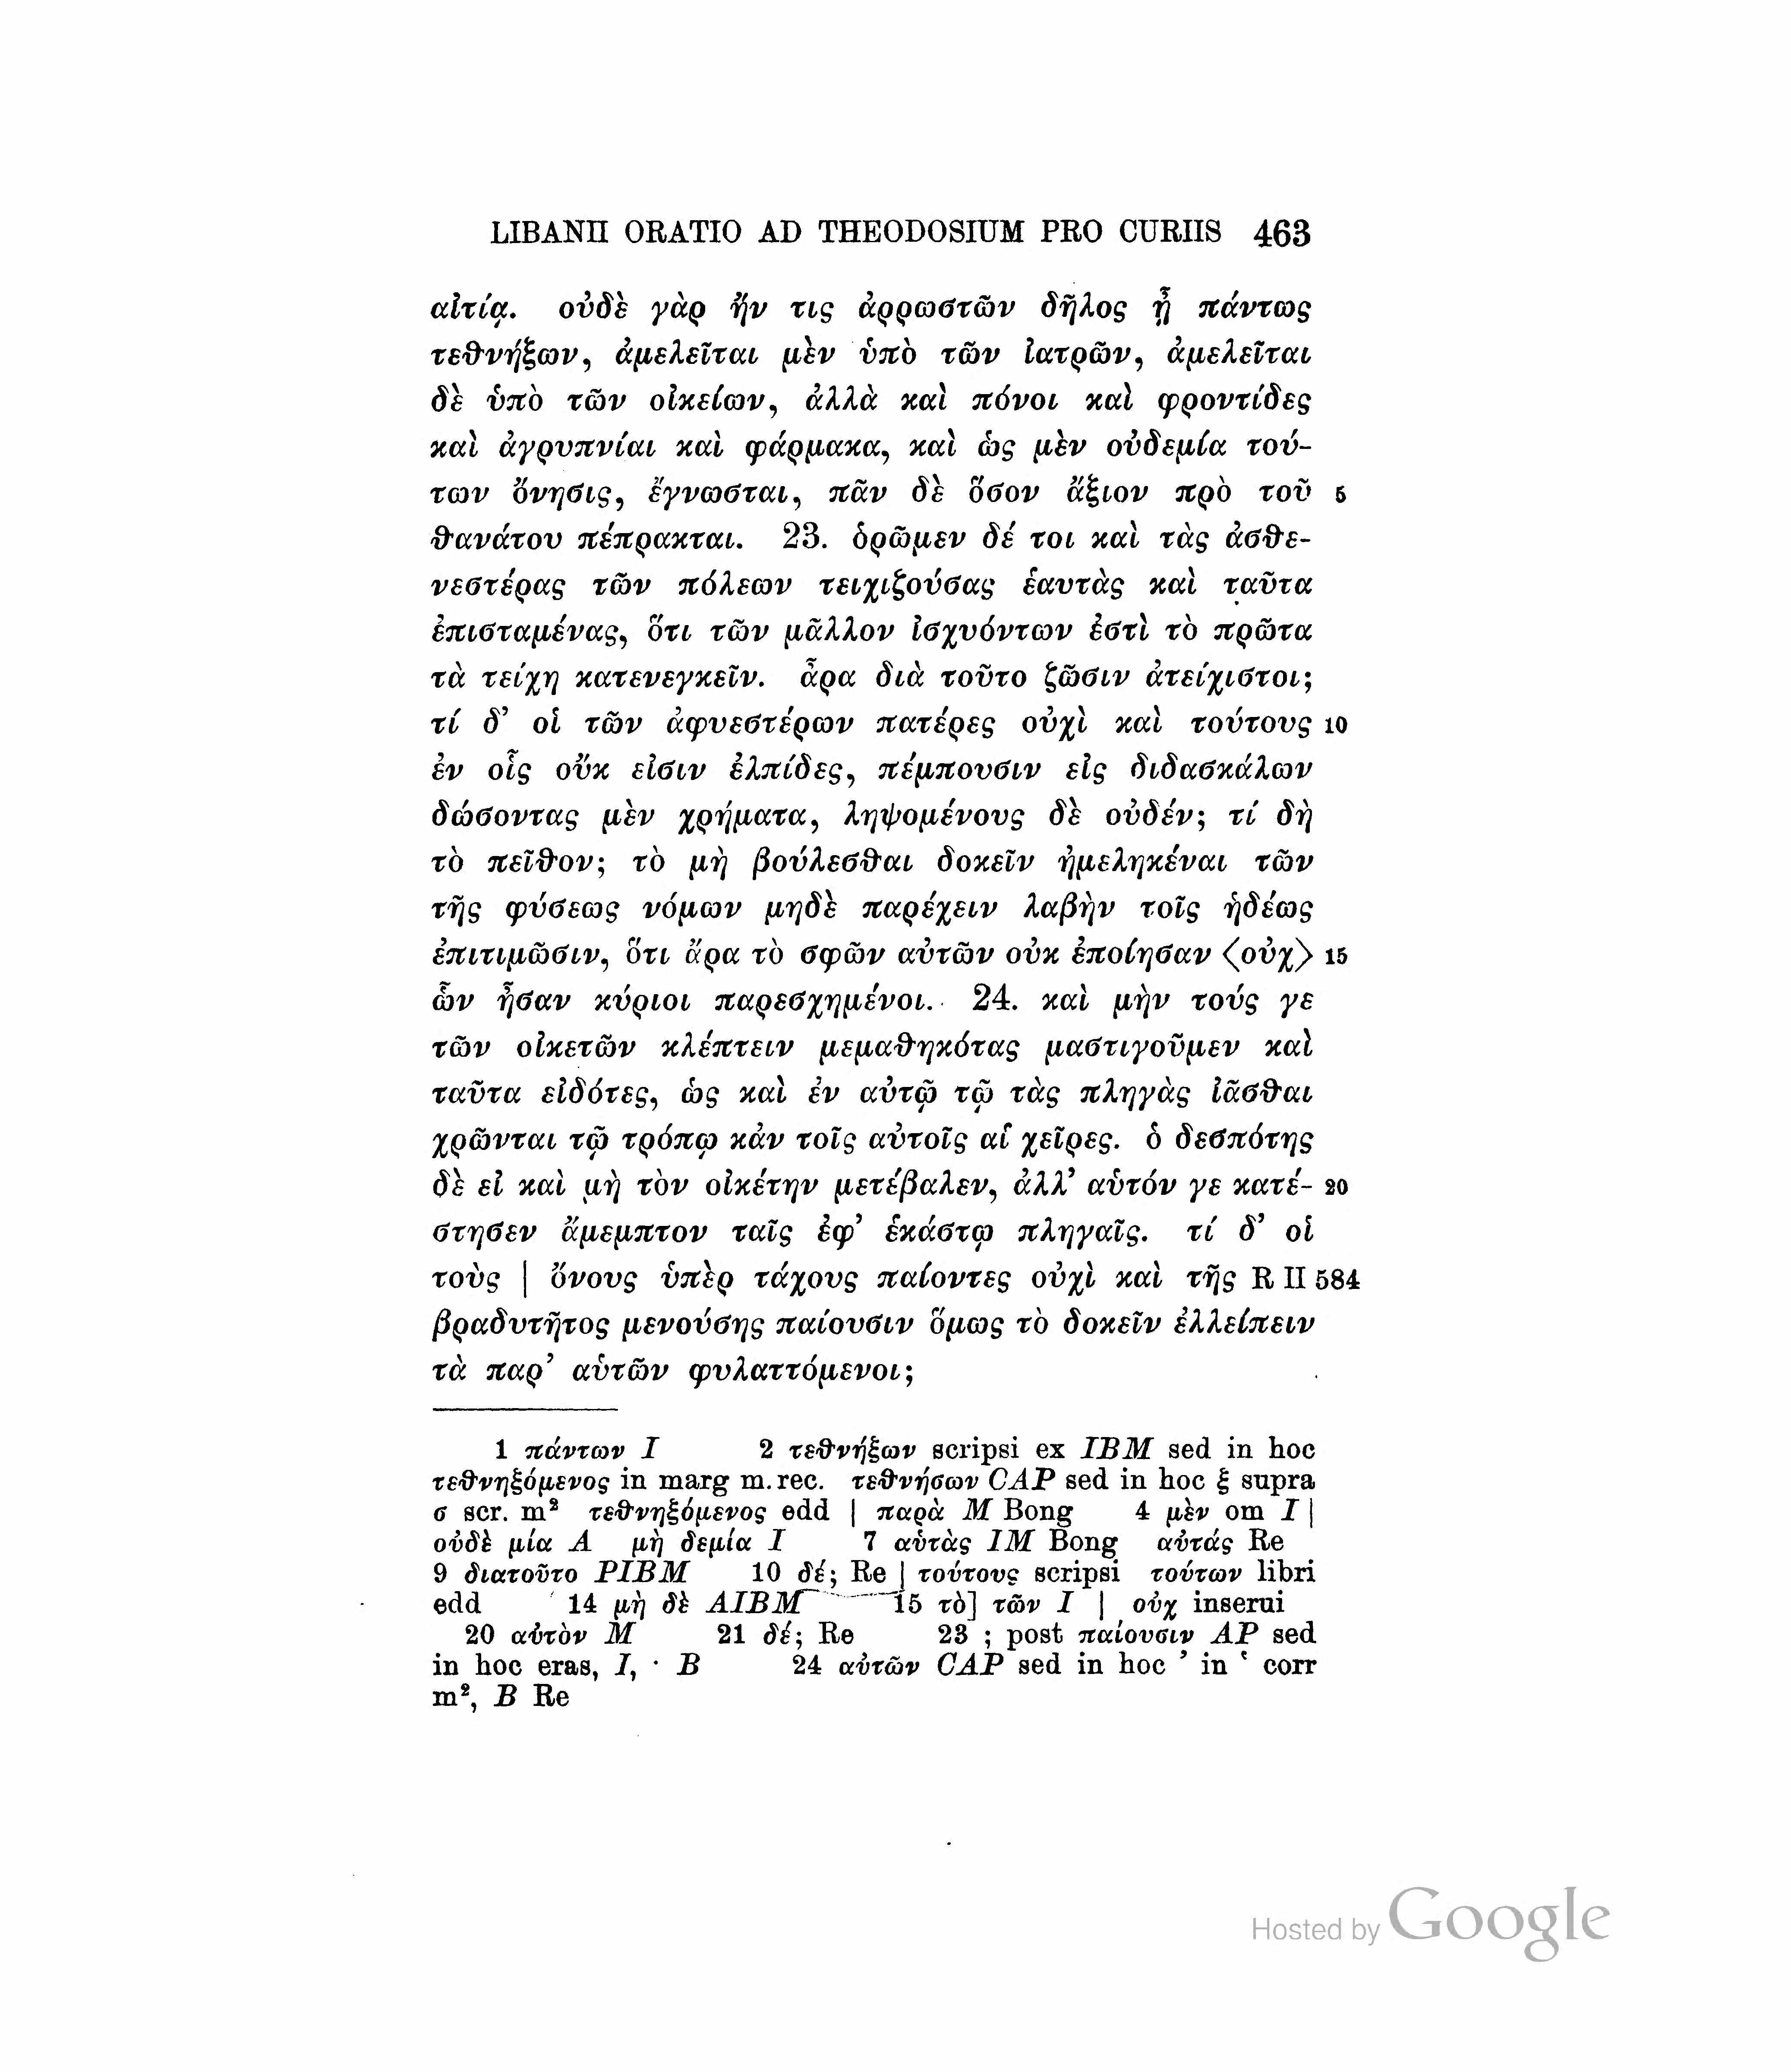 LIBANII ORATIO AD THEODOSIUM PRO CURIIS 463
αἰτίᾳ. οὐδὲ γὰρ ἤν τις ἀρρωστῶν δῆλος ᾖ πάντως
τεθνήξων, ἀμελεῖται μὲν ὑπὸ τῶν ἰατρῶν, ἀμελεῖται
δὲ ὑπὸ τῶν οἰκείων, ἀλλὰ καὶ πόνοι καὶ φροντίδες
καὶ ἀγρυπνίαι καὶ φάρμακα, καὶ ὡς μὲν οὐδεμία τού-
των ὄνησις, ἔγνωσται, πᾶν δὲ ὅσον ἄξιον πρὸ τοῦ 5
θανάτου πέπρακται. 23. ὁρῶμεν δέ τοι καὶ τὰς ἀσθε-
νεστέρας τῶν πόλεων τειχιζούσας ἑαυτὰς καὶ ταῦτα
ἐπισταμένας, ὅτι τῶν μᾶλλον ἰσχυόντων ἐστὶ τὸ πρῶτα
τὰ τείχη κατενεγκεῖν. ἆρα διὰ τοῦτο ζῶσιν ἀτείχιστοι;
τί δ’ οἱ τῶν ἀφυεστέρων πατέρες οὐχὶ καὶ τούτους 10
ἐν οἷς οὔκ εἰσιν ἐλπίδες, πέμπουσιν εἰς διδασκάλων
δώσοντας μὲν χρήματα, ληψομένους δὲ οὐδέν; τί δὴ
τὸ πεῖθον; τὸ μὴ βούλεσθαι δοκεῖν ἠμεληκέναι τῶν
τῆς φύσεως νόμων μηδὲ παρέχειν λαβὴν τοῖς ἡδέως
ἐπιτιμῶσιν, ὅτι ἄρα τὸ σφῶν αὐτῶν οὐκ ἐποίησαν ⟨οὐχ⟩ 15
ὧν ἦσαν κύριοι παρεσχημένοι. 24. καὶ μὴν τούς γε
τῶν οἰκετῶν κλέπτειν μεμαθηκότας μαστιγοῦμεν καὶ
ταῦτα εἰδότες, ὡς καὶ ἐν αὐτῷ τῷ τὰς πληγὰς ἰᾶσθαι
χρῶνται τῷ τρόπῳ κἀν τοῖς αὐτοῖς αἱ χεῖρες. ὁ δεσπότης
δὲ εἰ καὶ μὴ τὸν οἰκέτην μετέβαλεν, ἀλλ’ αὑτόν γε κατέ- 20
στησεν ἄμεμπτον ταῖς ἐφ’ ἑκάστῳ πληγαῖς. τί δ’ οἱ
τοὺς | ὄνους ὑπὲρ τάχους παίοντες οὐχὶ καὶ τῆς R II 584
βραδυτῆτος μενούσης παίουσιν ὅμως τὸ δοκεῖν ἐλλείπειν
τὰ παρ’ αὑτῶν φυλαττόμενοι;
1 πάντων I 2 τεθνήξων scripsi ex IBM sed in hoc
τεθνηξόμενος in marg m. rec. τεθνήσων CAP sed in hoc ξ supra
σ scr. m² τεθνηξόμενος edd | παρὰ M Bong 4 μὲν om I |
οὐδὲ μία A μὴ δεμία I 7 αὑτὰς IM Bong αὐτάς Re
9 διατοῦτο PIBM 10 δέ; Re | τούτους scripsi τούτων libri
edd 14 μὴ δὲ AIBM 15 τὸ] τῶν I | οὐχ inserui
20 αὐτὸν M 21 δέ; Re 23 ; post παίουσιν AP sed
in hoc eras, I, · B 24 αὐτῶν CAP sed in hoc ’ in ‘ corr
m², B Re
Hosted by Google